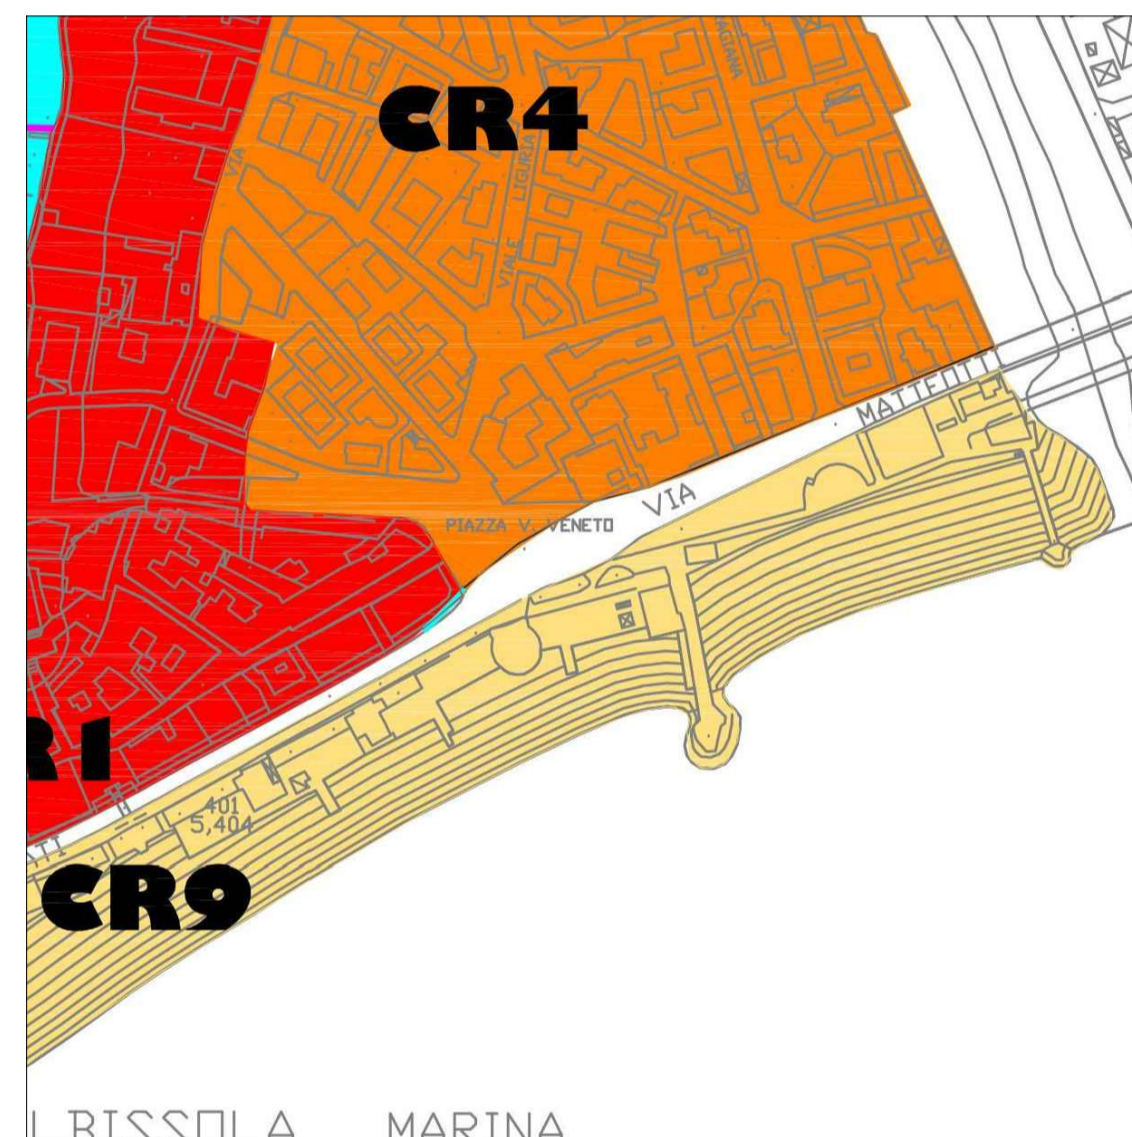 CR4
VIA
LIGURIA
VIALE
MATTEOTTI
VIA
PIAZZA V. VENETO
R1
401
5,404
CR9
BISSOLA MARINA